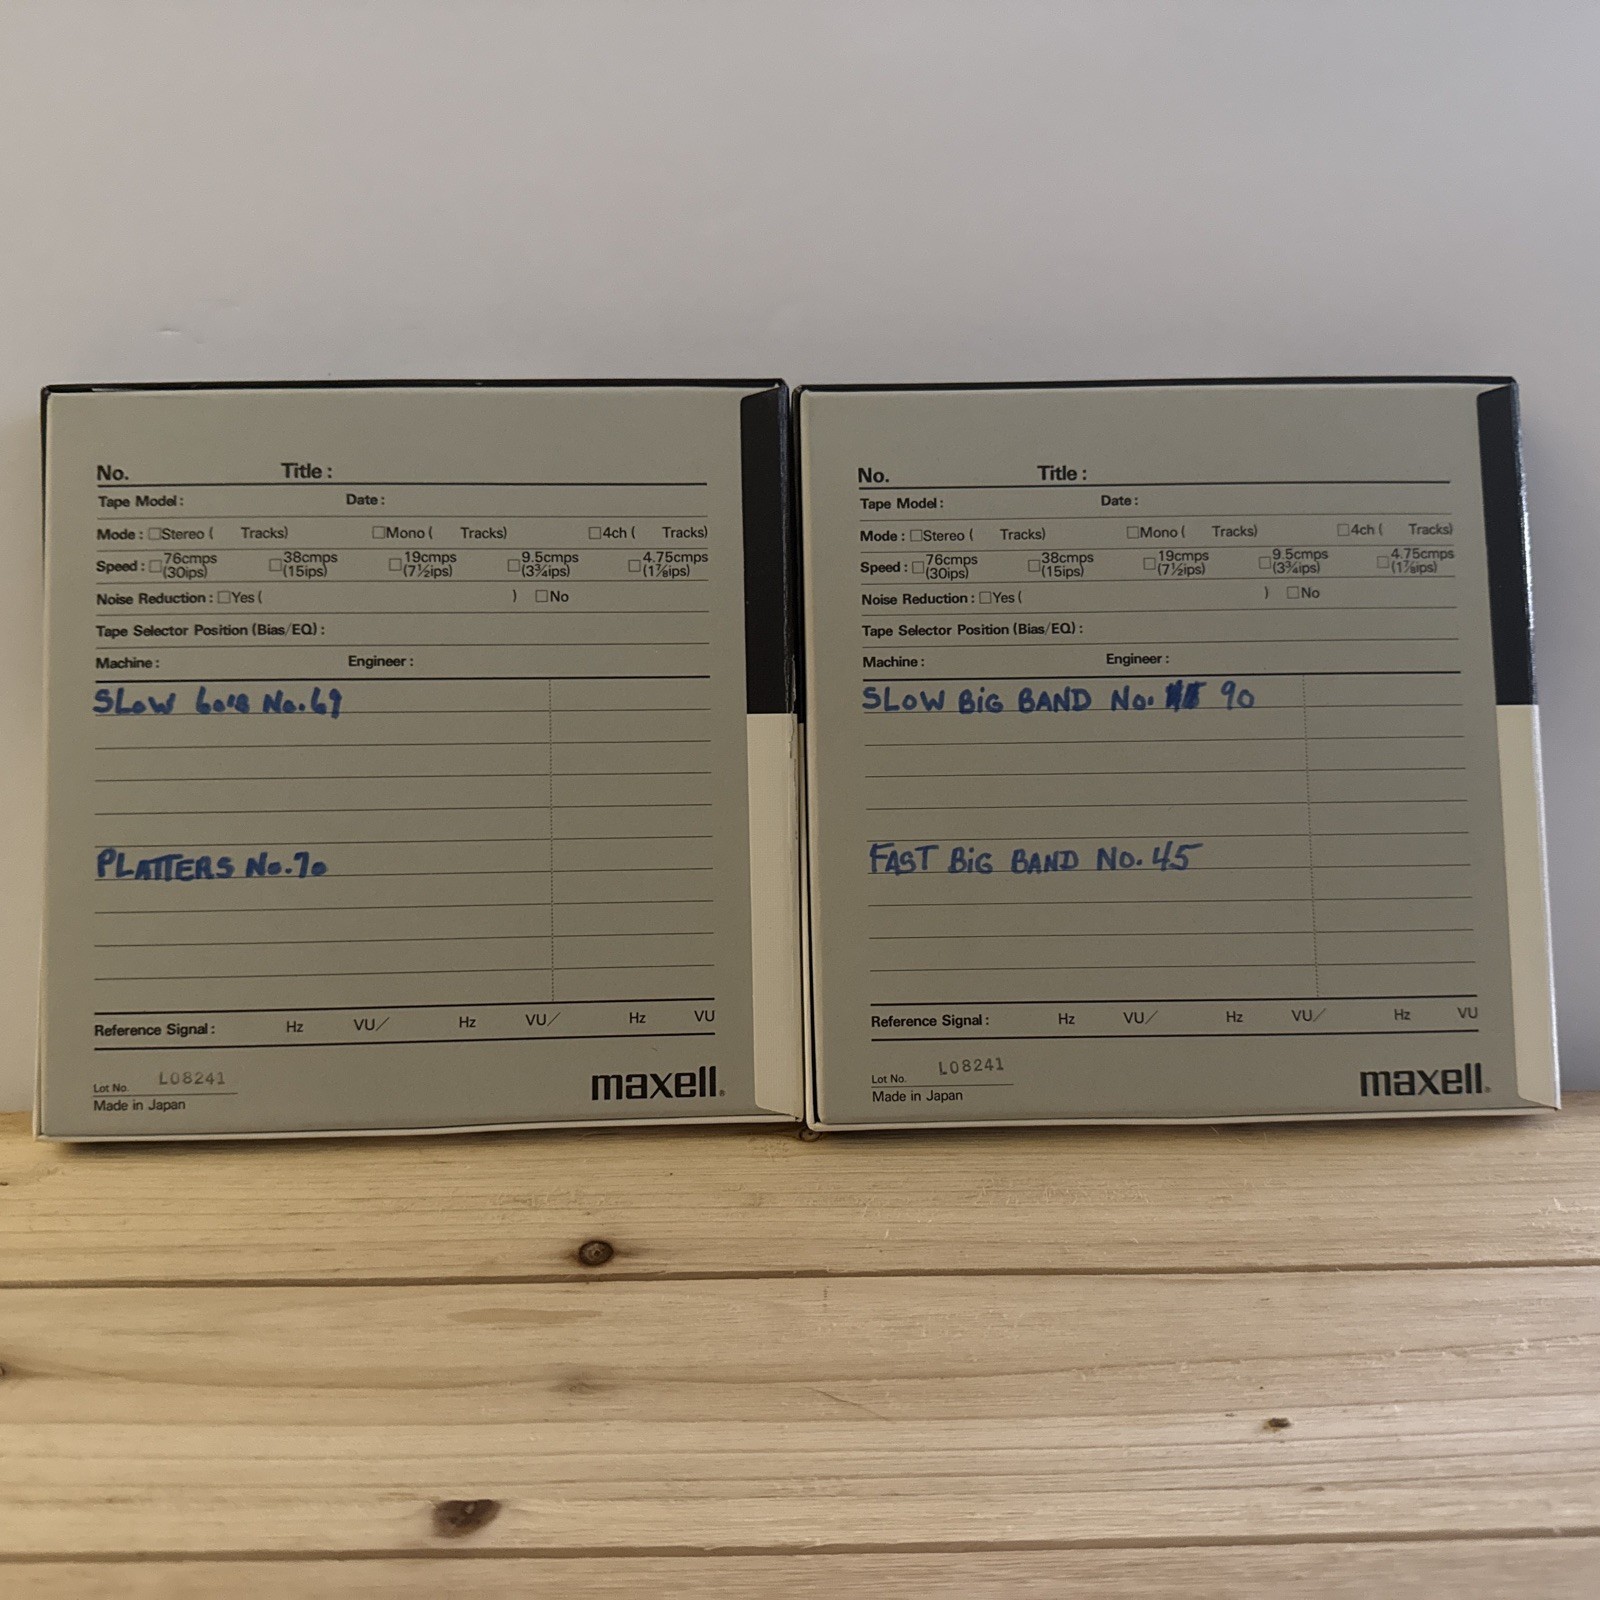 No. Title :
Tape Model : Date :
Mode : □Stereo ( Tracks) □Mono ( Tracks) □4ch ( Tracks)
Speed : □76cmps (30ips) □38cmps (15ips) □19cmps (7½ips) □9.5cmps (3¾ips) □4.75cmps (1⅞ips)
Noise Reduction : □Yes ( ) □No
Tape Selector Position (Bias/EQ) :
Machine : Engineer :
SLOW 60's No.69
PLATTERS No.70
Reference Signal : Hz VU/ Hz VU/ Hz VU
Lot No. L08241
Made in Japan
maxell®
No. Title :
Tape Model : Date :
Mode : □Stereo ( Tracks) □Mono ( Tracks) □4ch ( Tracks)
Speed : □76cmps (30ips) □38cmps (15ips) □19cmps (7½ips) □9.5cmps (3¾ips) □4.75cmps (1⅞ips)
Noise Reduction : □Yes ( ) □No
Tape Selector Position (Bias/EQ) :
Machine : Engineer :
SLOW BiG BAND No. 90
FAST BiG BAND No. 45
Reference Signal : Hz VU/ Hz VU/ Hz VU
Lot No. L08241
Made in Japan
maxell®